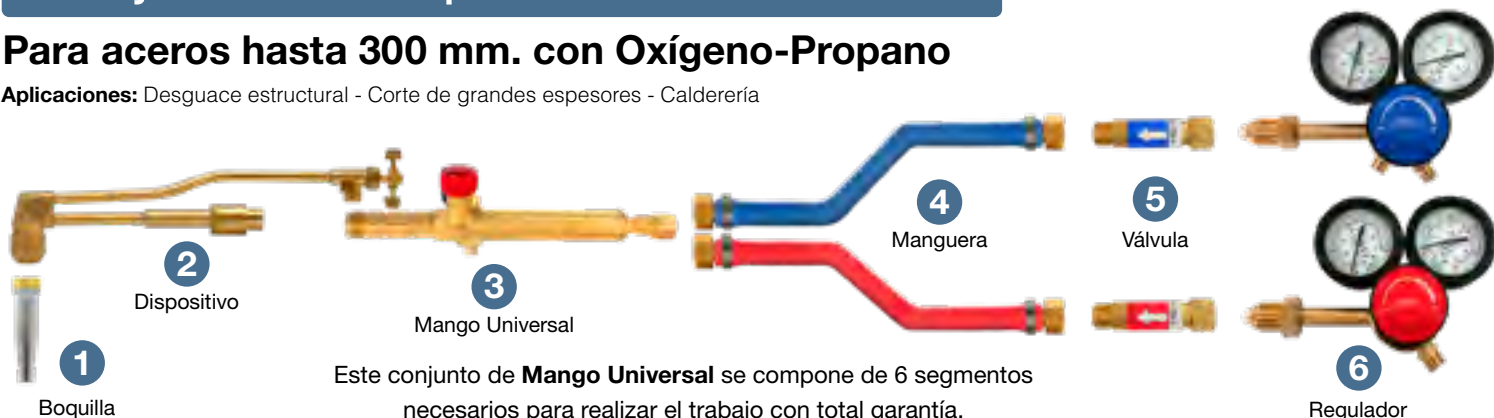 Para aceros hasta 300 mm. con Oxígeno-Propano
Aplicaciones: Desguace estructural - Corte de grandes espesores - Calderería
1
Boquilla
2
Dispositivo
3
Mango Universal
4
Manguera
5
Válvula
6
Regulador
Este conjunto de Mango Universal se compone de 6 segmentos
necesarios para realizar el trabajo con total garantía.